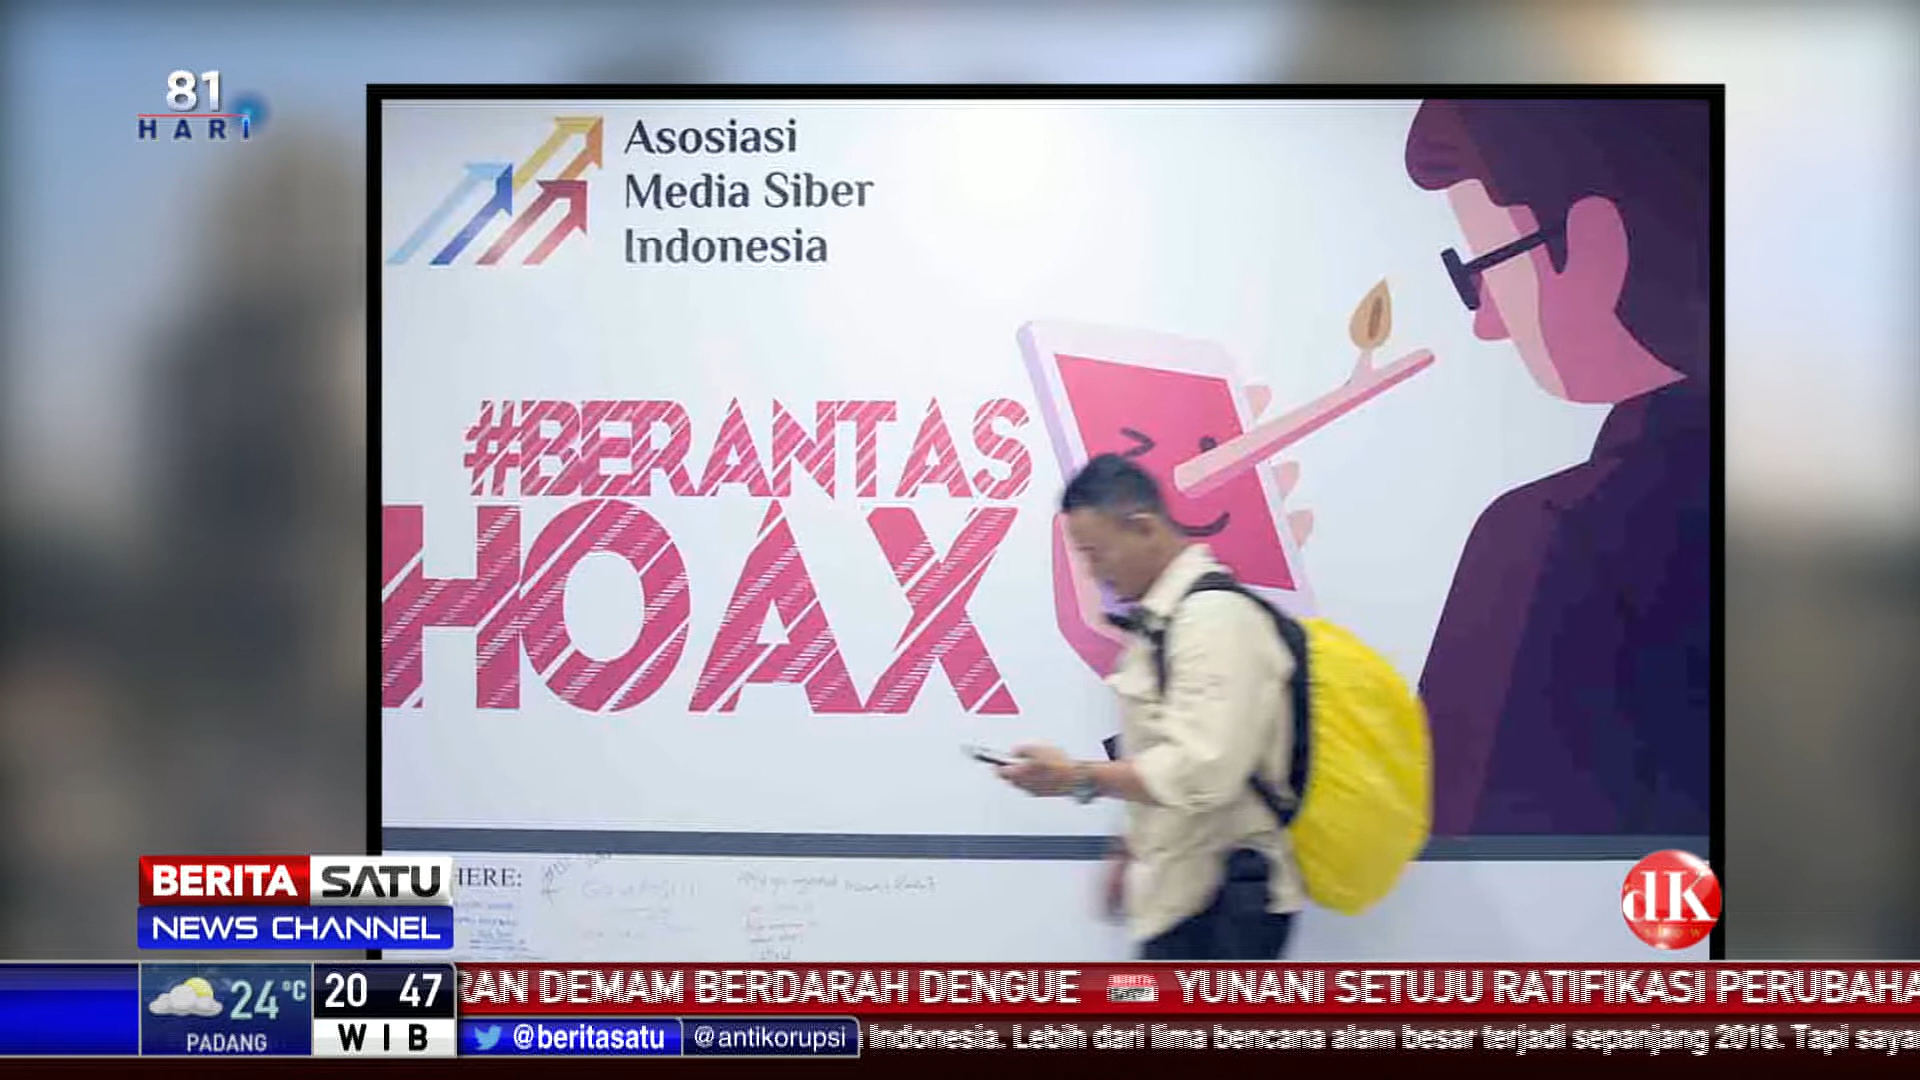 81
HARI
Asosiasi
Media Siber
Indonesia
#BERANTAS
HOAX
HERE:
BERITA SATU
NEWS CHANNEL
dK
24°C
PADANG
20 47
WIB
RAN DEMAM BERDARAH DENGUE
YUNANI SETUJU RATIFIKASI PERUBAHA
@beritasatu
@antikorupsi
Indonesia. Lebih dari lima bencana alam besar terjadi sepanjang 2018. Tapi saya